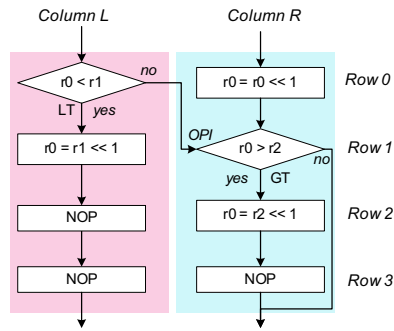 Column L Column R
r0 < r1 no r0 = r0 << 1 Row 0
LT yes
r0 = r1 << 1 OPI r0 > r2 no Row 1
yes GT
NOP r0 = r2 << 1 Row 2
NOP NOP Row 3